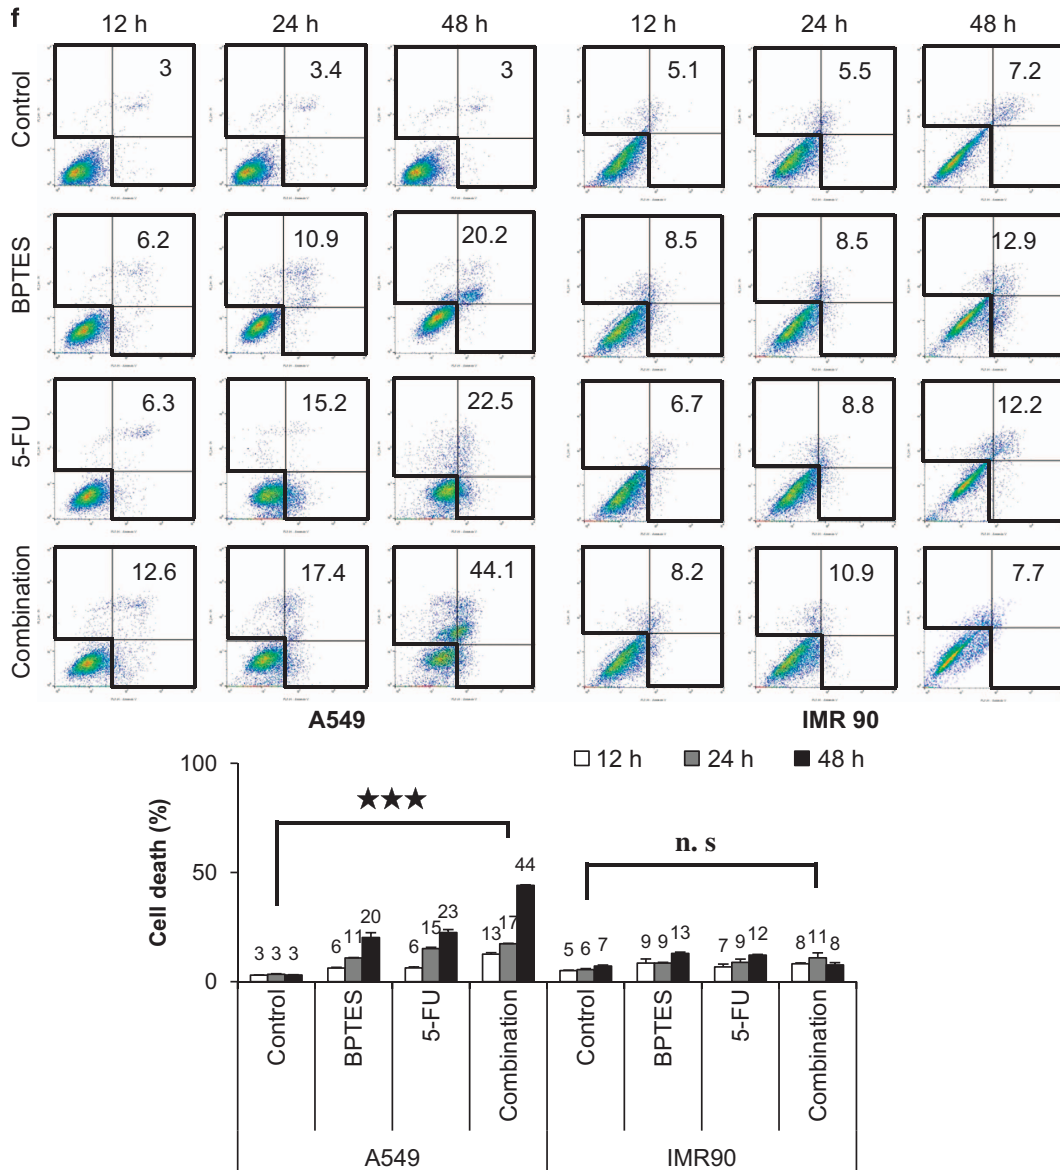 f
12 h 24 h 48 h 12 h 24 h 48 h
Control 3 3.4 3 5.1 5.5 7.2
BPTES 6.2 10.9 20.2 8.5 8.5 12.9
5-FU 6.3 15.2 22.5 6.7 8.8 12.2
Combination 12.6 17.4 44.1 8.2 10.9 7.7
A549 IMR 90
12 h 24 h 48 h
Cell death (%)
100
50
0
★★★
n. s
3 3 3 6 11 20 6 15 23 13 17 44 5 6 7 9 9 13 7 9 12 8 11 8
Control BPTES 5-FU Combination Control BPTES 5-FU Combination
A549 IMR90